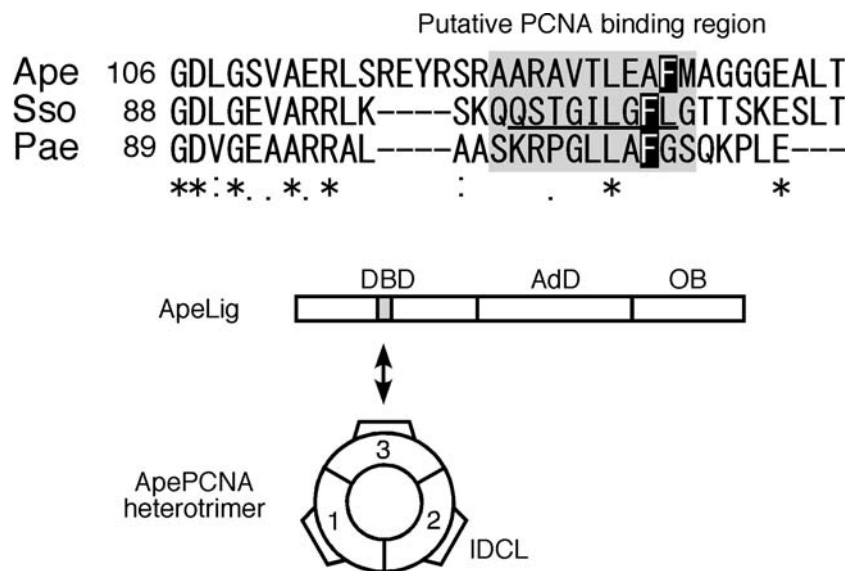 Putative PCNA binding region
Ape 106 GDLGSVAERLSREYRSRAARAVTLEAFMAGGGEALT
Sso 88 GDLGEVARRLK----SKQQSTGILGFLGTTSKESLT
Pae 89 GDVGEAARRAL----AASKRPGLLAFGSQKPLE---
**:*..*.* : . * *
DBD AdD OB
ApeLig
3
ApePCNA
heterotrimer
1 2
IDCL